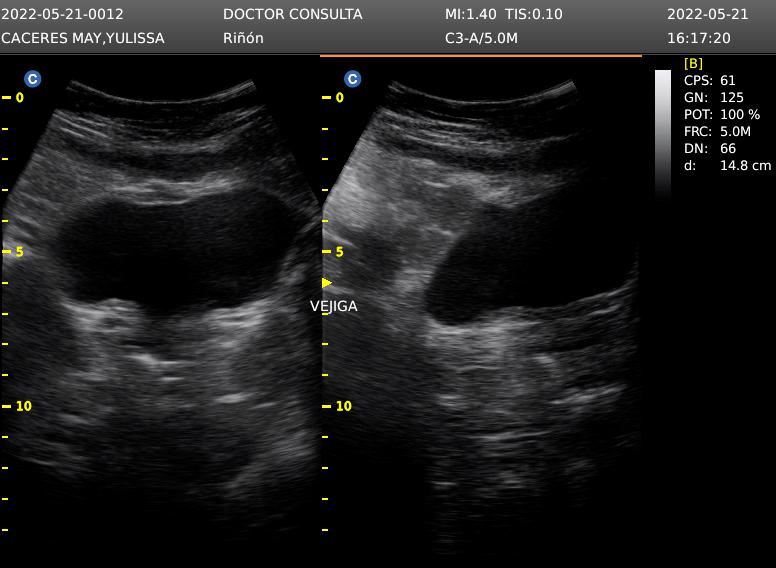 2022-05-21-0012 DOCTOR CONSULTA MI:1.40 TIS:0.10 2022-05-21
CACERES MAY,YULISSA Riñón C3-A/5.0M 16:17:20
[B]
C C CPS: 61
0 0 GN: 125
POT: 100 %
FRC: 5.0M
DN: 66
d: 14.8 cm
5 5
VEJIGA
10 10